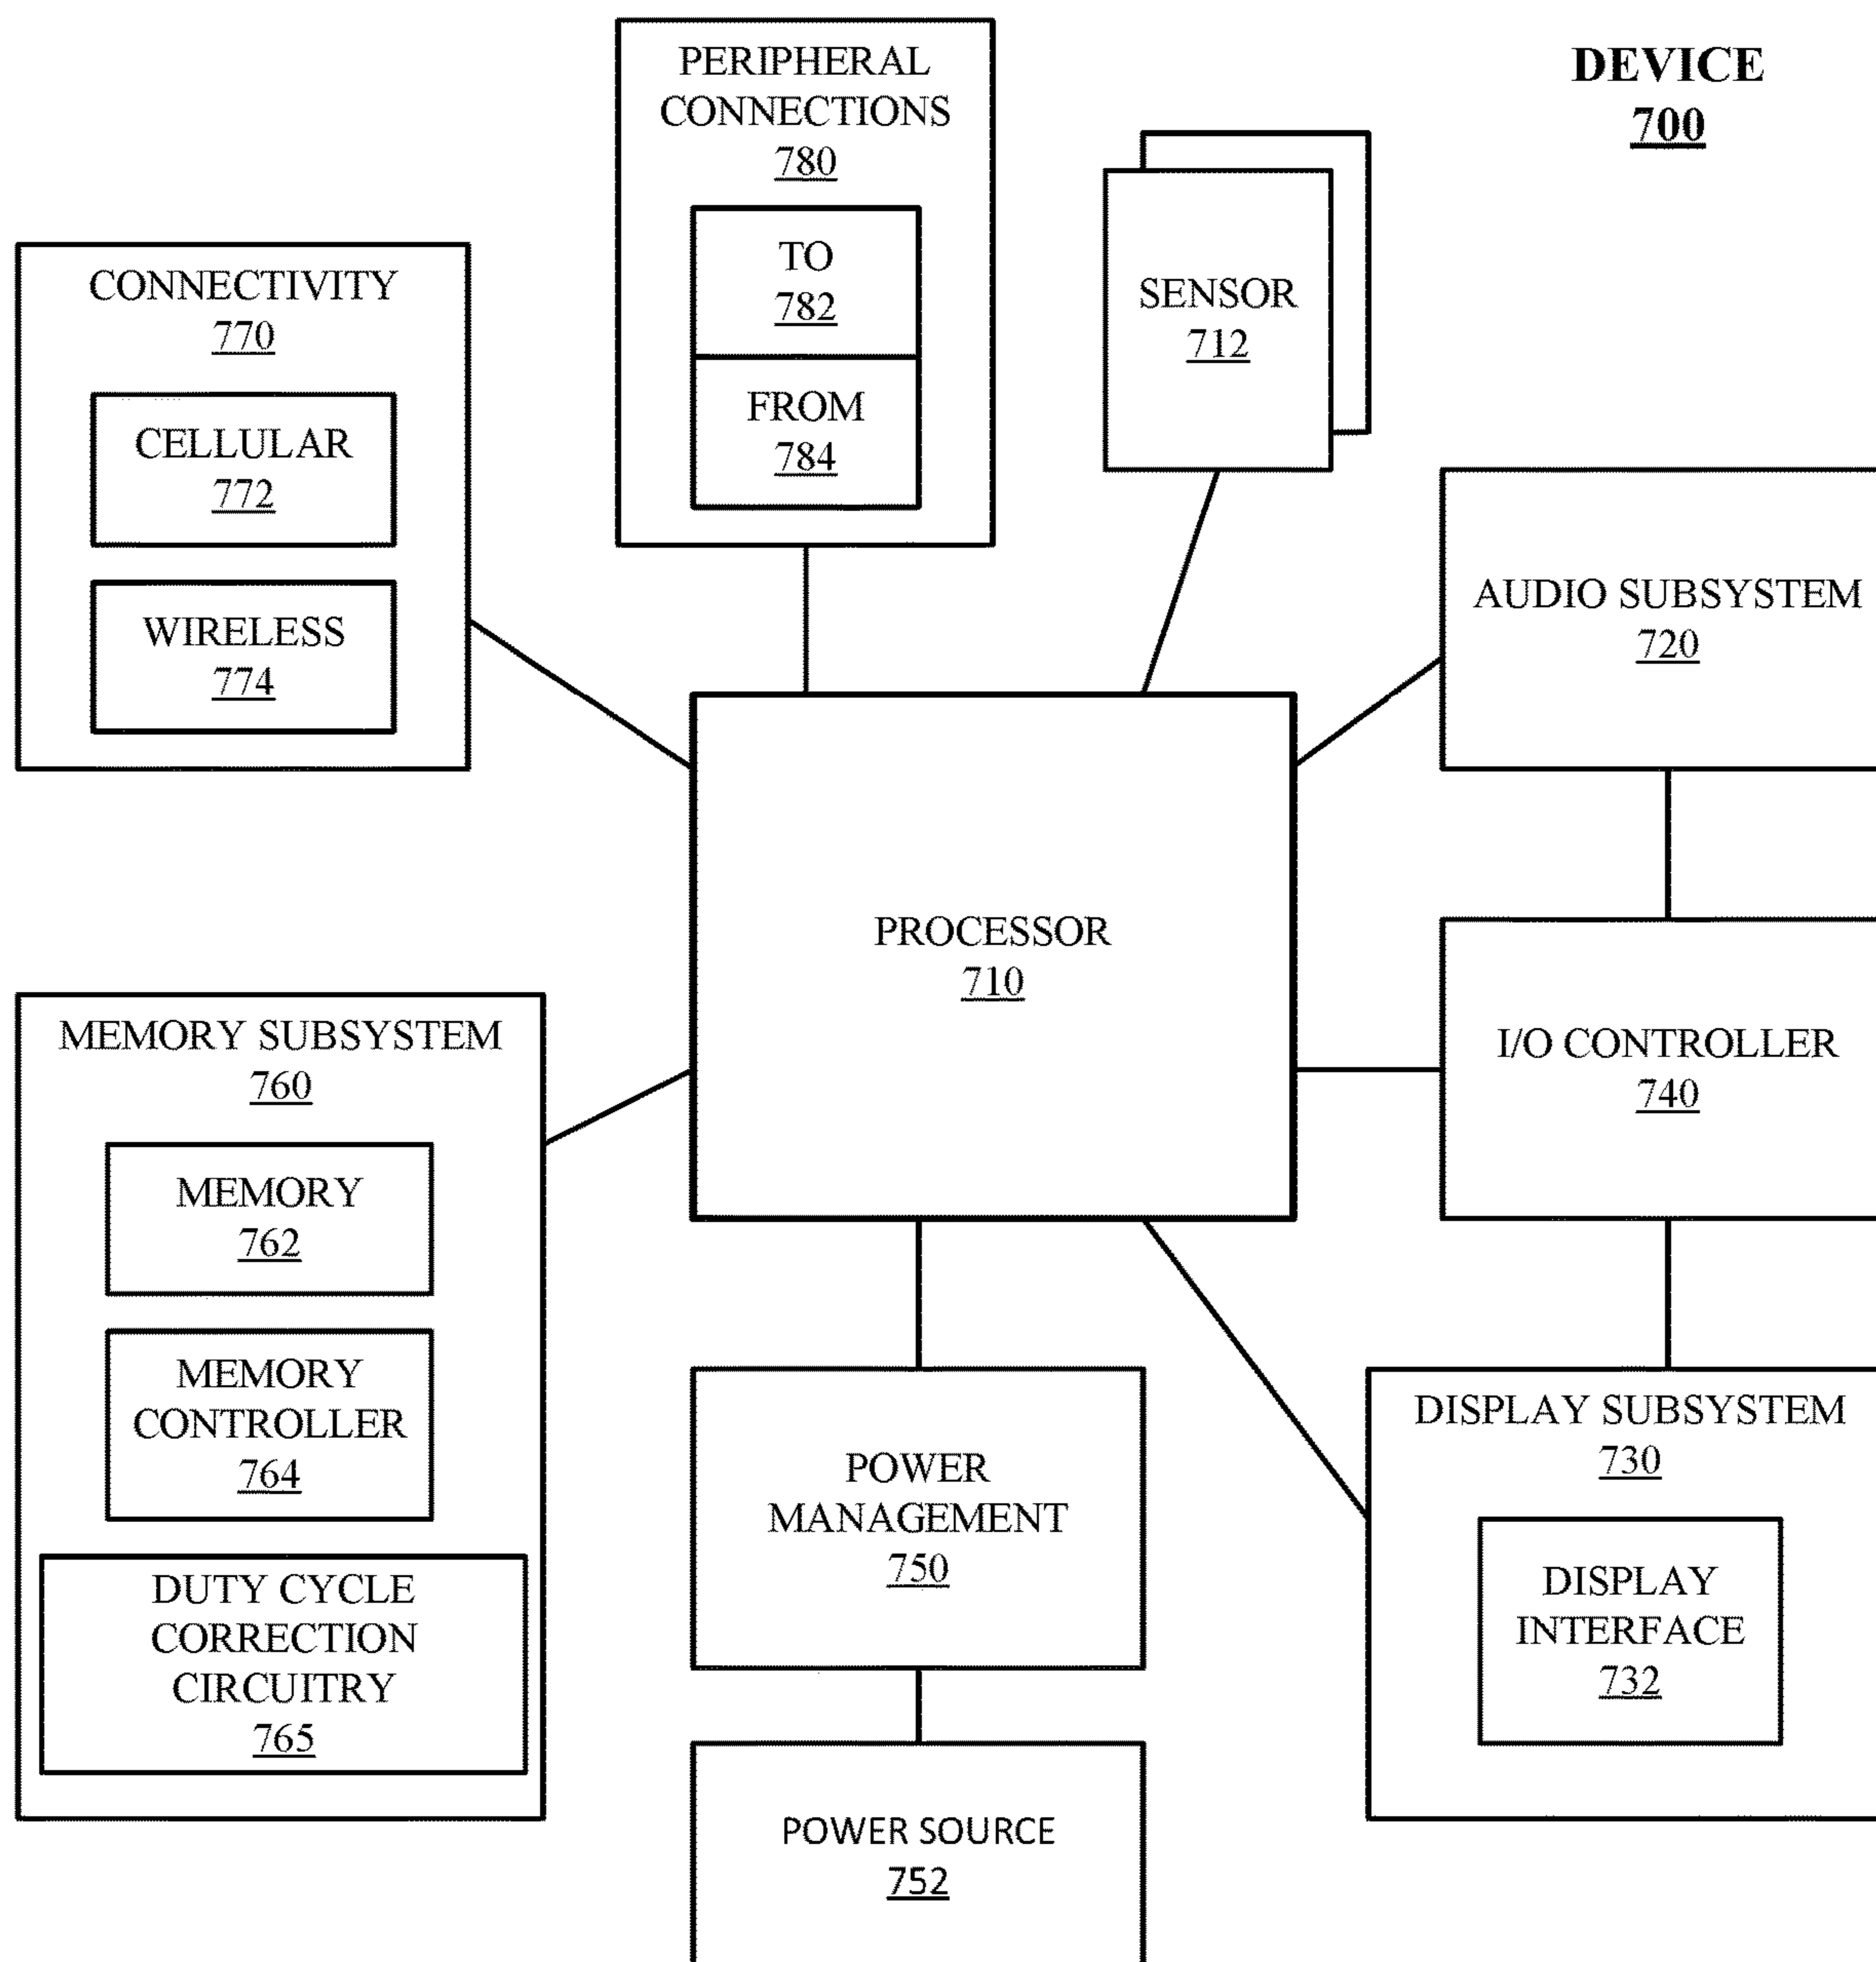 DEVICE
700
PERIPHERAL
CONNECTIONS
780
TO
782
FROM
784
SENSOR
712
CONNECTIVITY
770
CELLULAR
772
WIRELESS
774
AUDIO SUBSYSTEM
720
PROCESSOR
710
I/O CONTROLLER
740
MEMORY SUBSYSTEM
760
MEMORY
762
MEMORY
CONTROLLER
764
DUTY CYCLE
CORRECTION
CIRCUITRY
765
POWER
MANAGEMENT
750
POWER SOURCE
752
DISPLAY SUBSYSTEM
730
DISPLAY
INTERFACE
732